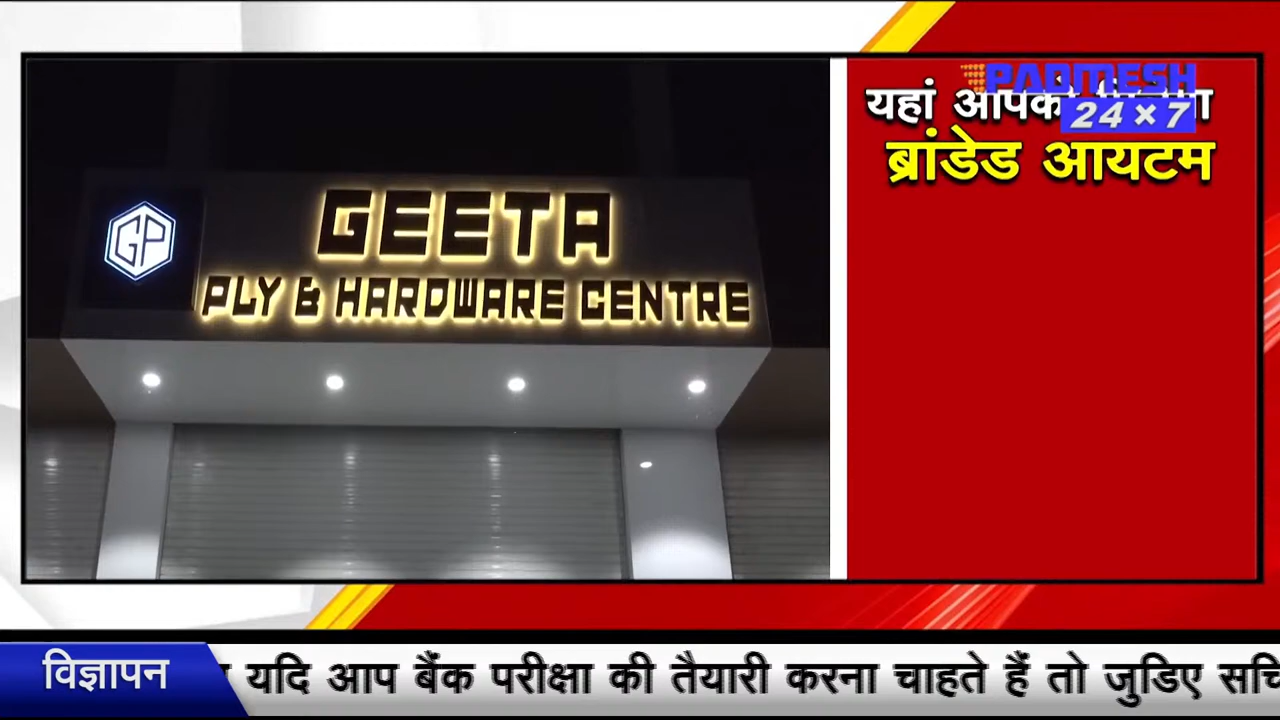 PADMESH
24×7
यहां आपको
ब्रांडेड आयटम
GP
GEETA
PLY & HARDWARE CENTRE
विज्ञापन
यदि आप बैंक परीक्षा की तैयारी करना चाहते हैं तो जुडिए